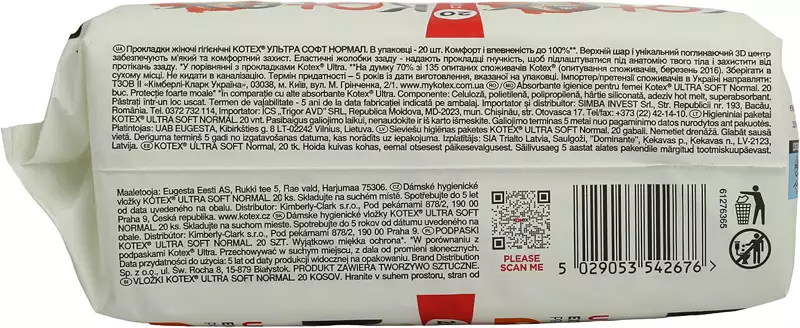 20
UA Прокладки жіночі гігієнічні KOTEX® УЛЬТРА СОФТ НОРМАЛ. В упаковці - 20 шт. Комфорт і впевненість до 100%**. Верхній шар і унікальний поглинаючий 3D центр
забезпечують м'який та комфортний захист. Еластичні жолобки ззаду - надають прокладці гнучкість, щоб підлаштуватися під анатомію твого тіла і захистити від
протікань ззаду. *У порівнянні з прокладками Kotex® Ultra. **На думку 70% зі 135 опитаних споживачів Kotex® (опитування споживачів, березень 2016). Зберігати в
сухому місці. Не кидати в каналізацію. Термін придатності – 5 років із дати виготовлення, вказаної на упаковці. Імпортер/претензії споживачів в Україні направляти:
ТЗОВ ІІ «Кімберлі-Кларк Україна», 03038, м. Київ, вул. М. Грінченка, 2/1. www.mykotex.com.ua RO MD Absorbante igienice pentru femei Kotex® ULTRA SOFT Normal. 20
buc. Protecție foarte moale* *În comparație cu alte absorbante Kotex® Ultra. Componente: Celuloză, polietilenă, polipropilenă, hârtie siliconată, adeziv hot melt, superabsorbant.
Păstrați într-un loc uscat. Termen de valabilitate - 5 ani de la data fabricației indicată pe ambalaj. Importator și distribuitor: SIMBA INVEST Srl, Str. Republicii nr. 193, Bacău,
România. Tel. 0372 732 114, Importator: ICS „Trigor AVD” SRL, Republica Moldova, MD-2023, mun. Chișinău, str. Otovasca 17. Tel/fax: +373 (22) 42-14-10. LT Higieniniai paketai
KOTEX® ULTRA SOFT NORMAL. 20 vnt. Pasibaigus galiojimo laikui, nenaudokite ir iš karto išmeskite. Galiojimo terminas 5 metai nuo pagaminimo datos nurodytos ant pakuotės.
Platintojas: UAB EUGESTA, Kibirkšties g. 8 LT-02242 Vilnius, Lietuva. LV Sieviešu higiēnas paketes KOTEX® ULTRA SOFT NORMAL. 20 gabali. Nemetiet drenāžā. Glabāt sausā
vietā. Derīguma termiņš 5 gadi no izgatavošanas datuma, kas norādīts uz iepakojuma. Izplatītājs: SIA Trialto Latvia, Saulgoži, "Dominante", Ķekavas p., Ķekavas n., LV-2123,
Latvija. EE KOTEX® ULTRA SOFT NORMAL, 20 tk. Hoida kuivas kohas, eemal otsesest päikesevalgusest. Säilivusaeg 5 aastat alates pakendile märgitud tootmiskuupäevast.
Maaletooja: Eugesta Eesti AS, Rukki tee 5, Rae vald, Harjumaa 75306. CZ Dámské hygienické
vložky KOTEX® ULTRA SOFT NORMAL. 20 ks. Skladujte na suchém místě. Spotřebujte do 5 let
od data uvedeného na obalu. Distributor: Kimberly-Clark s.r.o., Pod pekárnami 878/2, 190 00
Praha 9, Česká republika. www.kotex.cz SK Dámske hygienické vložky KOTEX® ULTRA SOFT
NORMAL. 20 ks. Skladujte na suchom mieste. Spotrebujte do 5 rokov od dátumu uvedeného na
obale. Distributor: Kimberly-Clark s.r.o., Pod Pekárnami 878/2, 190 00 Praha 9. PL PODPASKI
KOTEX® ULTRA SOFT NORMAL. 20 SZT. Wyjątkowo miękka ochrona*. *W porównaniu z
podpaskami Kotex® Ultra. Przechowywać w suchym miejscu, z dala od promieni słonecznych.
Data przydatności do użycia: 5 lat od daty produkcji widocznej na opakowaniu. Brand Distribution
Sp. z o.o., ul. Św. Rocha 8, 15-879 Białystok. PRODUKT ZAWIERA TWORZYWO SZTUCZNE.
SI VLOŽKI KOTEX® ULTRA SOFT NORMAL. 20 KOSOV. Hranite v suhem prostoru, stran od
PLEASE
SCAN ME
5 029053 542676 >
61276365